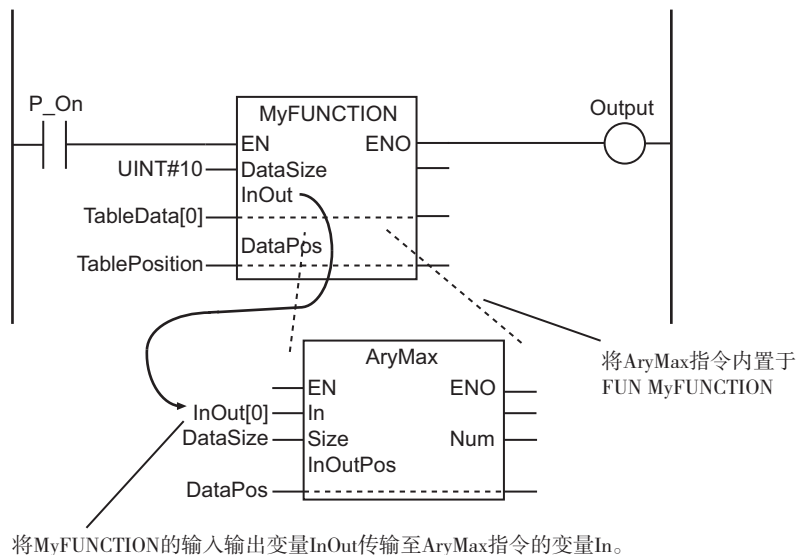 P_On
MyFUNCTION
Output
EN ENO
UINT#10 DataSize
InOut
TableData[0]
DataPos
TablePosition
AryMax
将AryMax指令内置于
FUN MyFUNCTION
EN ENO
InOut[0] In
DataSize Size Num
InOutPos
DataPos
将MyFUNCTION的输入输出变量InOut传输至AryMax指令的变量In。